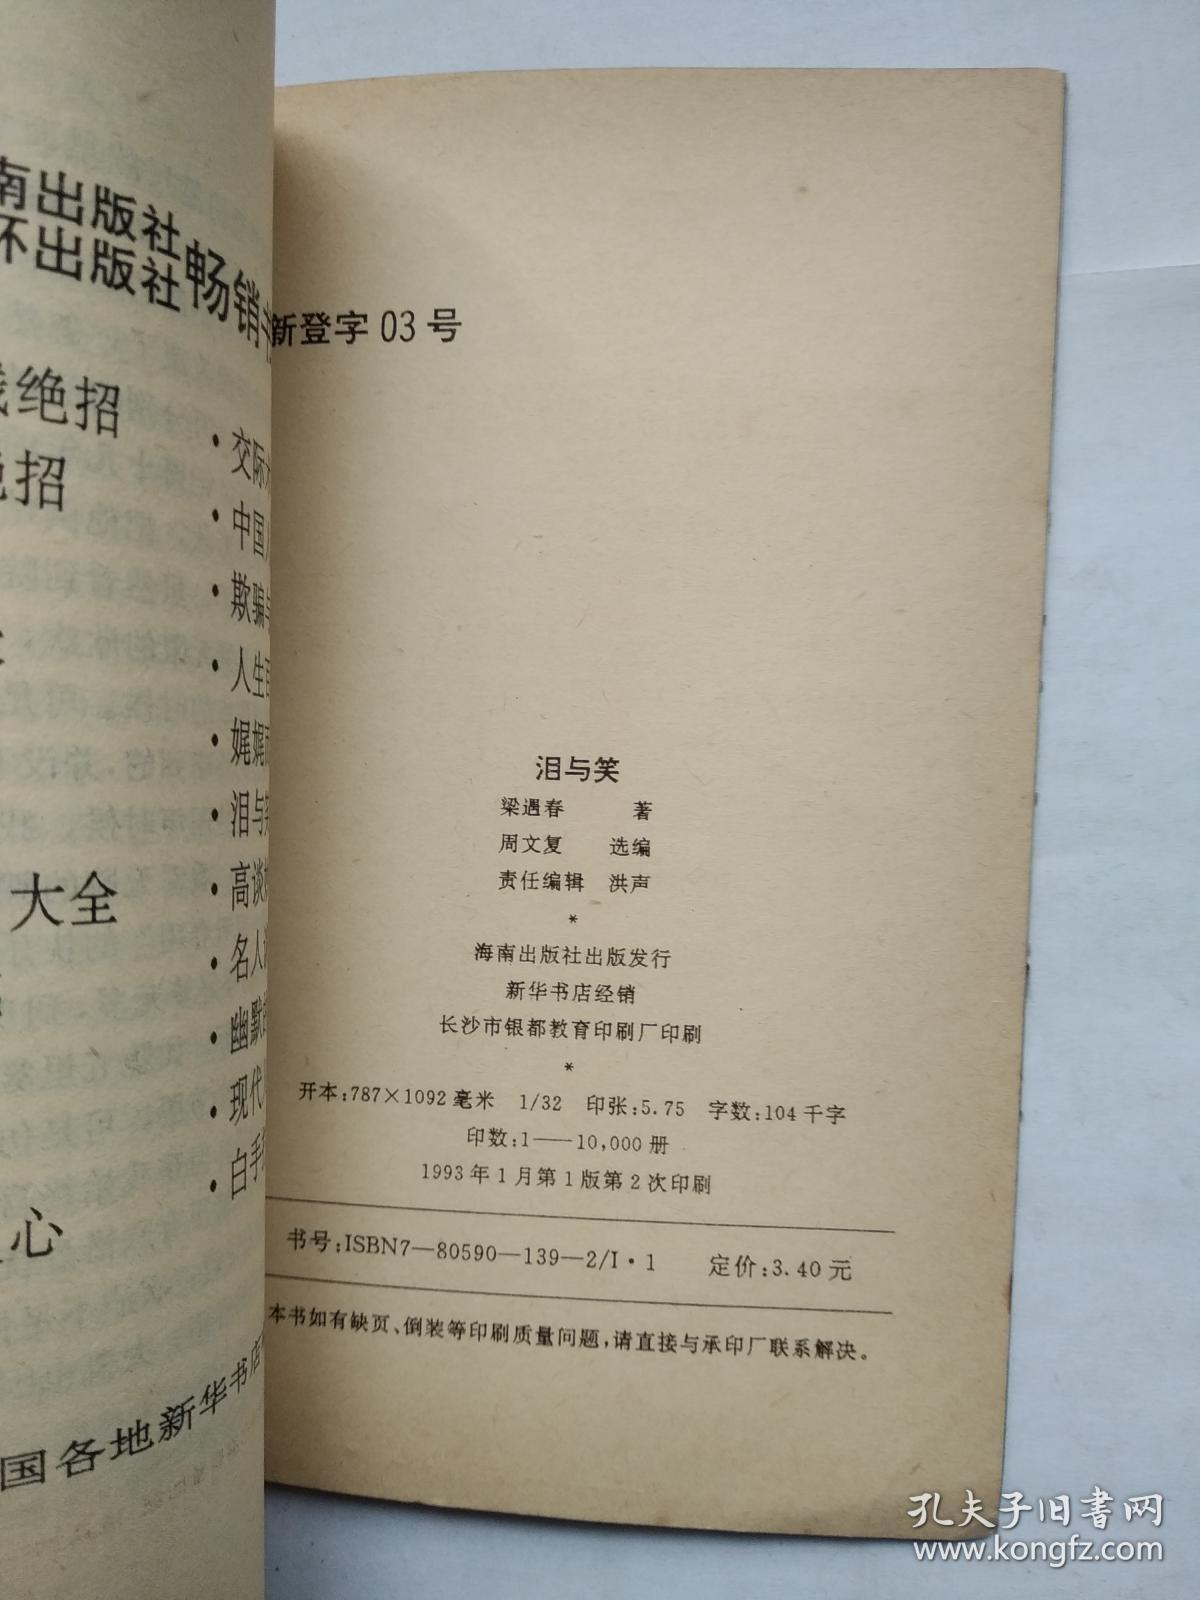 南出版社
环出版社
畅销
绝招
绝招
大全
心
国各地新华书店
·交际
·中国
·欺骗与
·人生
·娓娓
·泪与笑
·高谈
·名人
·幽默
·现代
·白手
新登字 03 号
泪与笑
梁遇春 著
周文复 选编
责任编辑 洪声
*
海南出版社出版发行
新华书店经销
长沙市银都教育印刷厂印刷
*
开本:787×1092 毫米 1/32 印张:5.75 字数:104 千字
印数:1——10,000 册
1993 年 1 月第 1 版第 2 次印刷
书号:ISBN7—80590—139—2/I·1 定价:3.40 元
本书如有缺页、倒装等印刷质量问题,请直接与承印厂联系解决。
孔夫子旧书网
www.kongfz.com